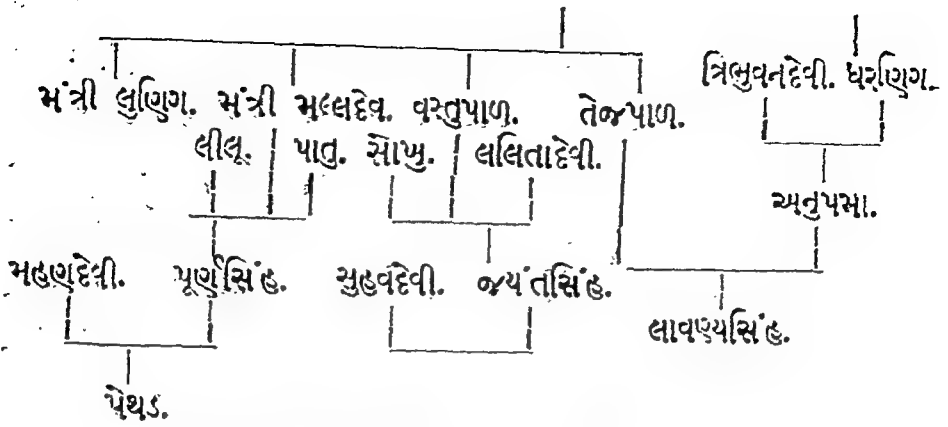 ત્રિભુવનદેવી. ધરણિગ.
મંત્રી લુણિગ. મંત્રી મલ્લદેવ. વસ્તુપાળ. તેજપાળ.
લીલૂ. પાતુ. સોખુ. લલિતાદેવી.
અનુપમા.
મહણદેવી. પૂર્ણસિંહ. સુહવદેવી. જયંતસિંહ.
લાવણ્યસિંહ.
પેથડ.